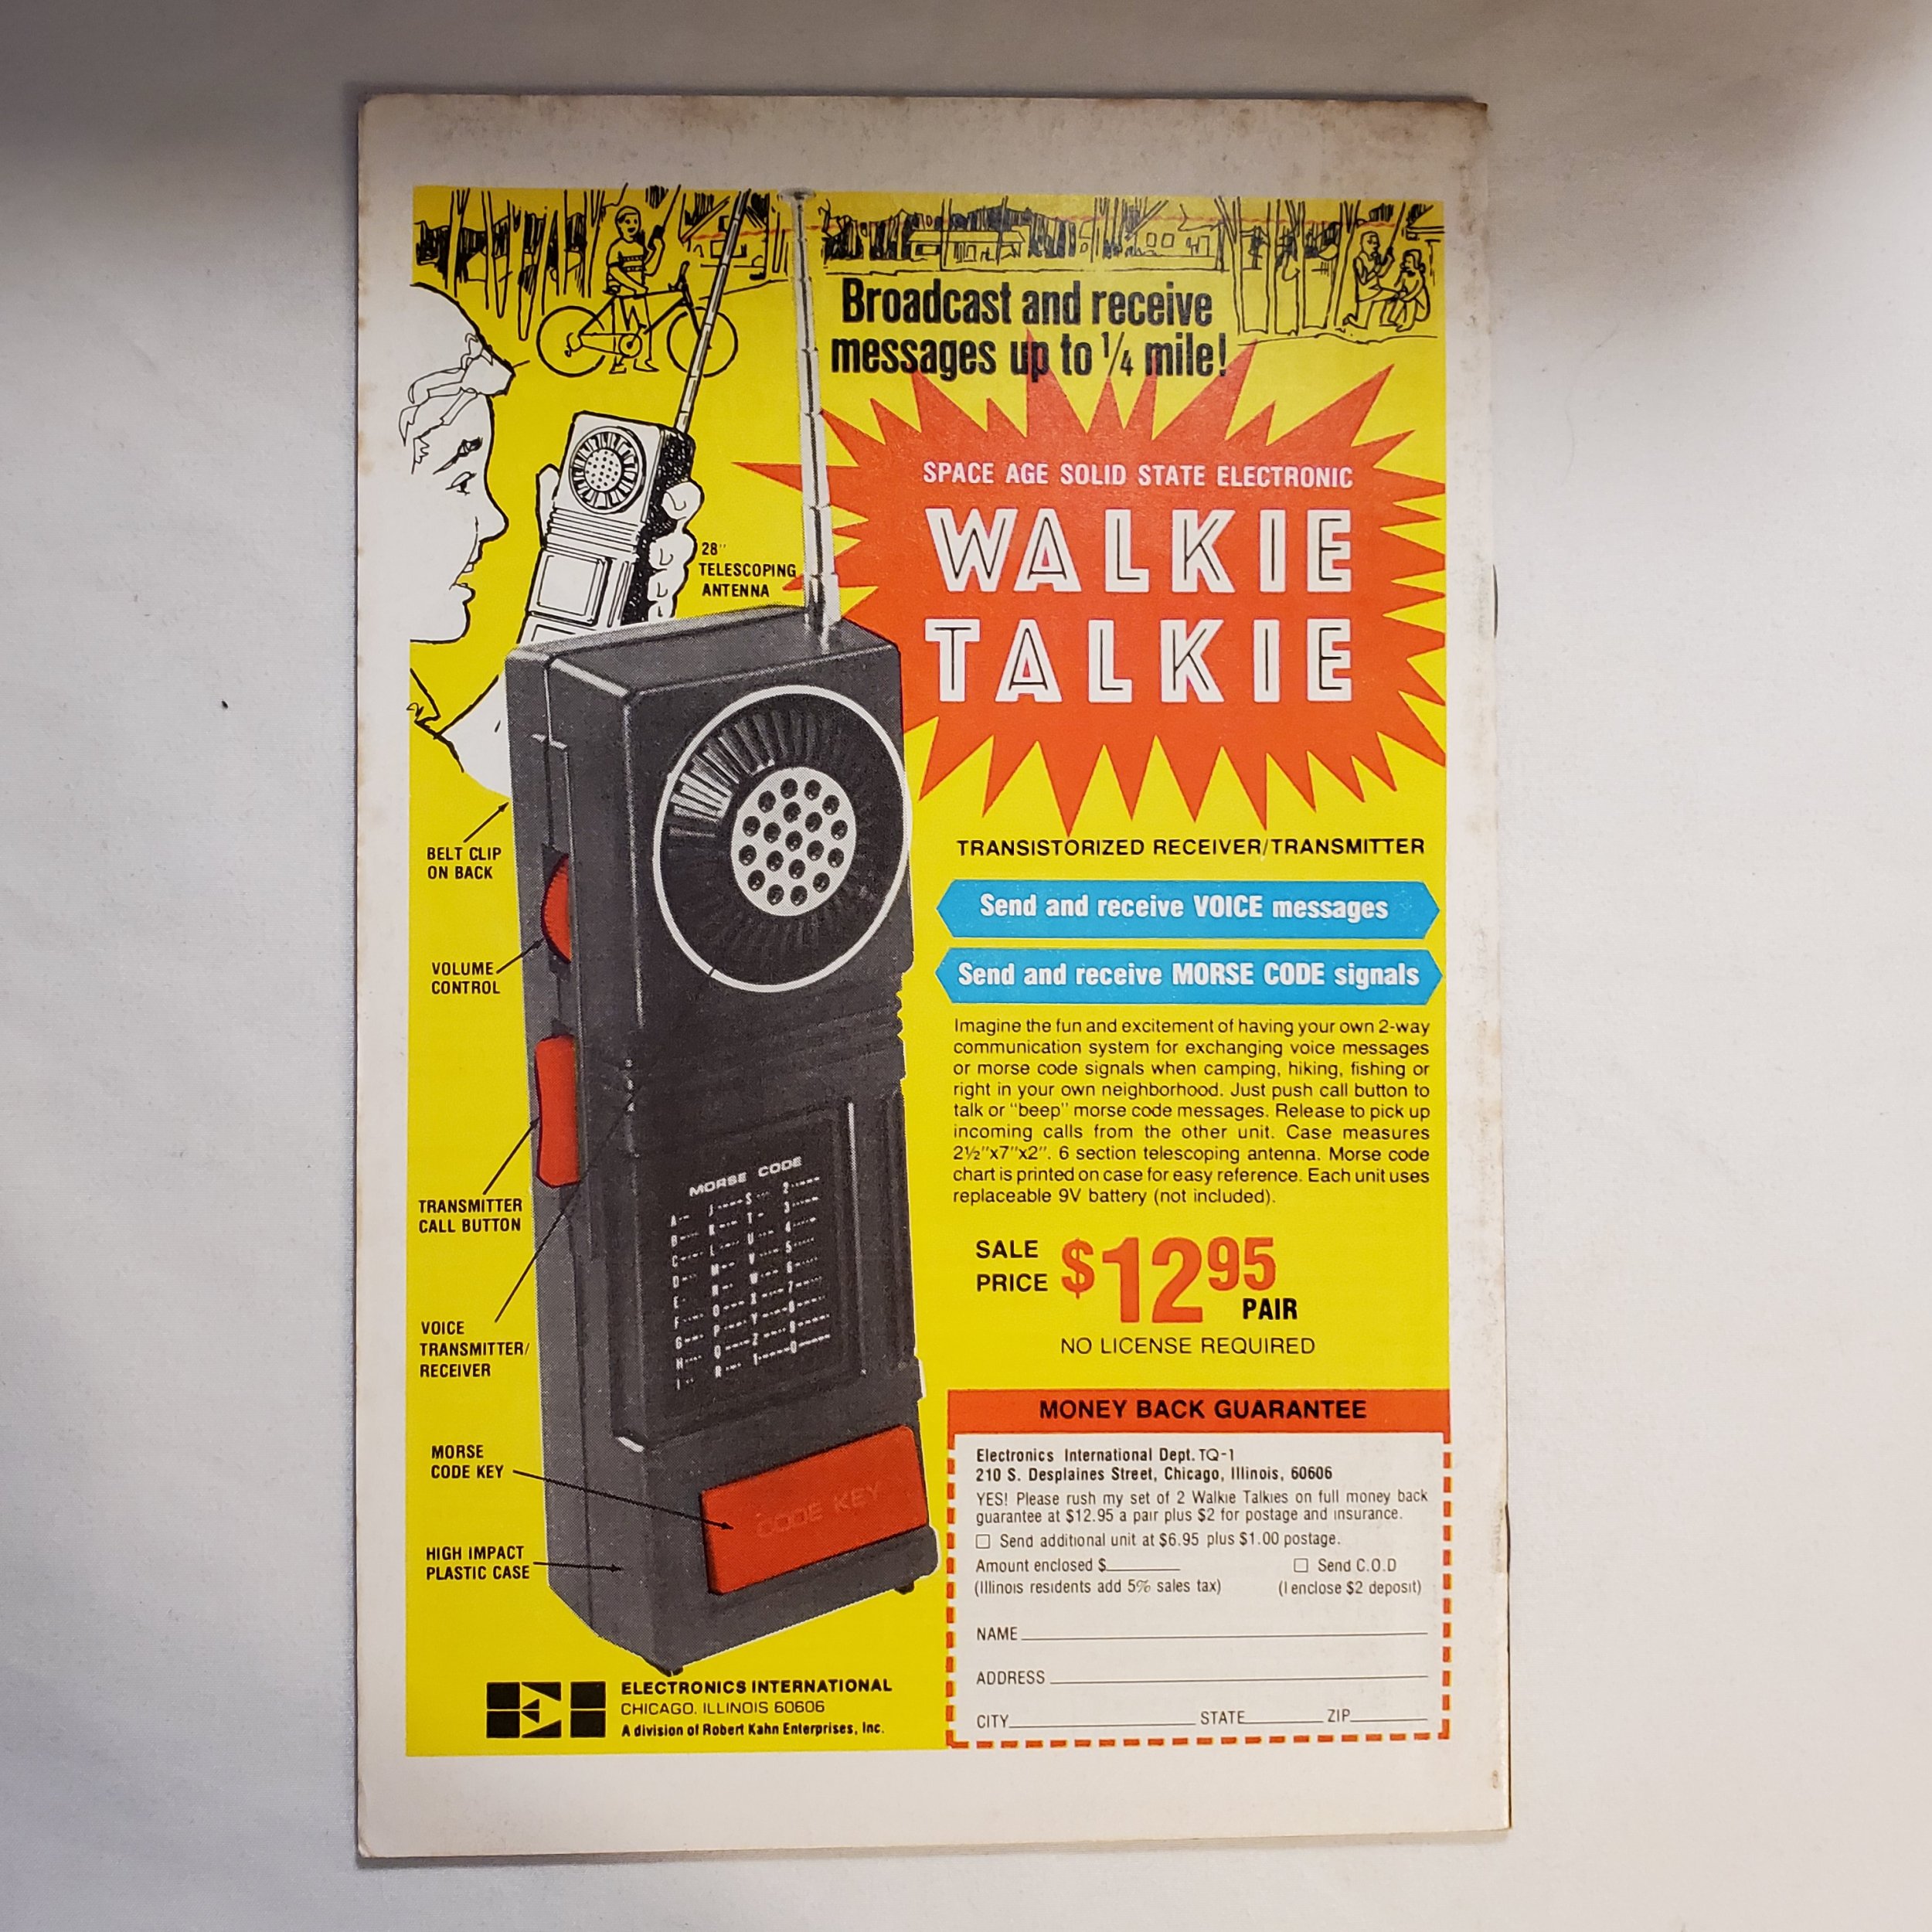 Broadcast and receive
messages up to 1/4 mile!
SPACE AGE SOLID STATE ELECTRONIC
WALKIE
TALKIE
28''
TELESCOPING
ANTENNA
BELT CLIP
ON BACK
VOLUME
CONTROL
TRANSMITTER
CALL BUTTON
VOICE
TRANSMITTER/
RECEIVER
MORSE
CODE KEY
HIGH IMPACT
PLASTIC CASE
MORSE CODE
CODE KEY
TRANSISTORIZED RECEIVER/TRANSMITTER
Send and receive VOICE messages
Send and receive MORSE CODE signals
Imagine the fun and excitement of having your own 2-way
communication system for exchanging voice messages
or morse code signals when camping, hiking, fishing or
right in your own neighborhood. Just push call button to
talk or "beep" morse code messages. Release to pick up
incoming calls from the other unit. Case measures
2½"x7"x2". 6 section telescoping antenna. Morse code
chart is printed on case for easy reference. Each unit uses
replaceable 9V battery (not included).
SALE
PRICE $12 95
PAIR
NO LICENSE REQUIRED
MONEY BACK GUARANTEE
Electronics International Dept. TQ-1
210 S. Desplaines Street, Chicago, Illinois, 60606
YES! Please rush my set of 2 Walkie Talkies on full money back
guarantee at $12.95 a pair plus $2 for postage and insurance.
☐ Send additional unit at $6.95 plus $1.00 postage.
Amount enclosed $________ ☐ Send C.O.D
(Illinois residents add 5% sales tax) (I enclose $2 deposit)
NAME
ADDRESS
CITY STATE ZIP
ELECTRONICS INTERNATIONAL
CHICAGO, ILLINOIS 60606
A division of Robert Kahn Enterprises, Inc.